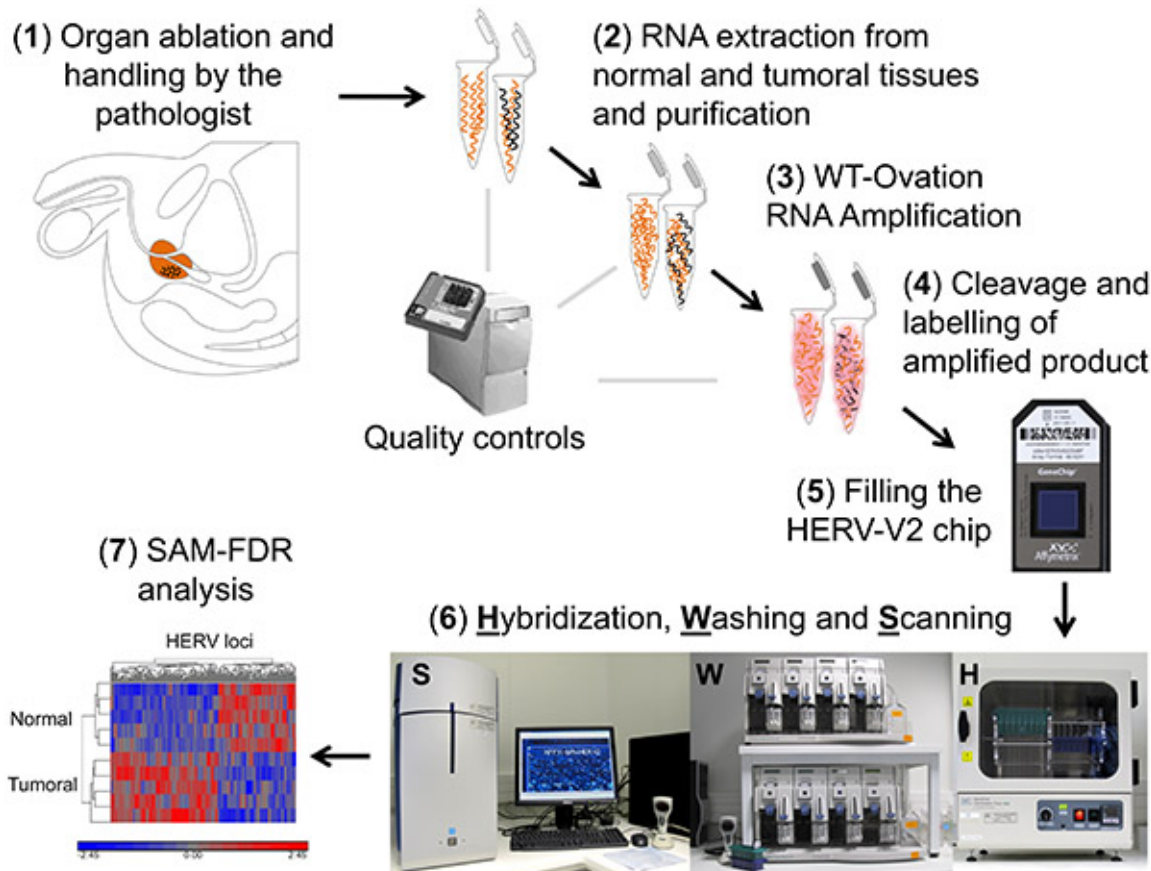 (1) Organ ablation and
handling by the
pathologist
(2) RNA extraction from
normal and tumoral tissues
and purification
(3) WT-Ovation
RNA Amplification
(4) Cleavage and
labelling of
amplified product
Quality controls
GeneChip
Affymetrix
(5) Filling the
HERV-V2 chip
(6) Hybridization, Washing and Scanning
S
W
H
(7) SAM-FDR
analysis
HERV loci
Normal
Tumoral
-2.45
0.00
2.45